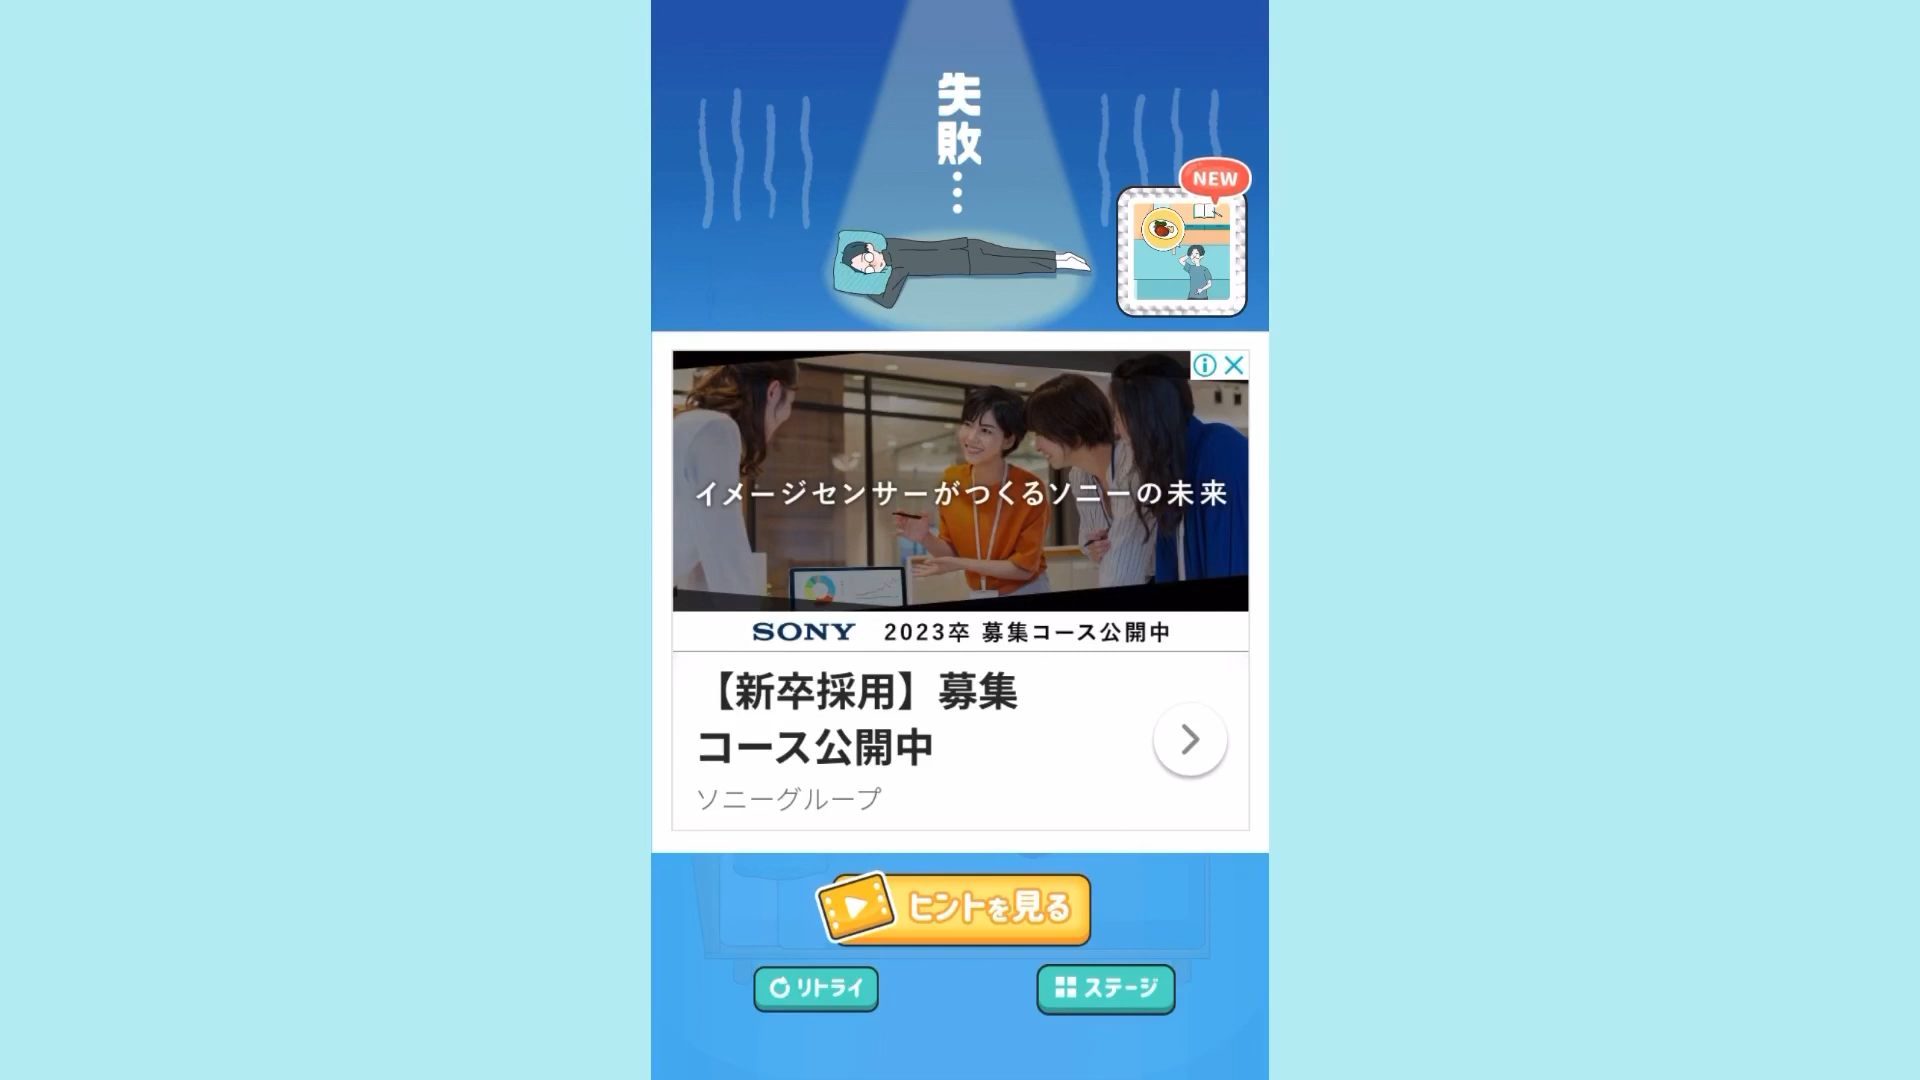 失敗…
NEW
イメージセンサーがつくるソニーの未来
SONY 2023卒 募集コース公開中
【新卒採用】募集
コース公開中
ソニーグループ
ヒントを見る
リトライ
ステージ